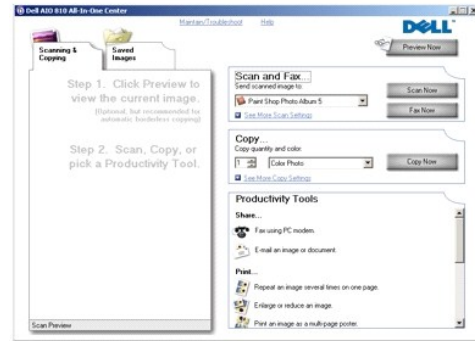 Dell AIO 810 All-In-One Center
Maintain/Troubleshoot Help
DELL
Scanning & Copying
Saved Images
Preview Now
Step 1. Click Preview to
view the current image.
(Optional, but recommended for
automatic borderless copying)
Step 2. Scan, Copy, or
pick a Productivity Tool.
Scan Preview
Scan and Fax...
Send scanned image to:
Paint Shop Photo Album 5
See More Scan Settings
Scan Now
Fax Now
Copy...
Copy quantity and color:
1 Color Photo
See More Copy Settings
Copy Now
Productivity Tools
Share...
Fax using PC modem.
E-mail an image or document.
Print...
Repeat an image several times on one page.
Enlarge or reduce an image.
Print an image as a multi-page poster.